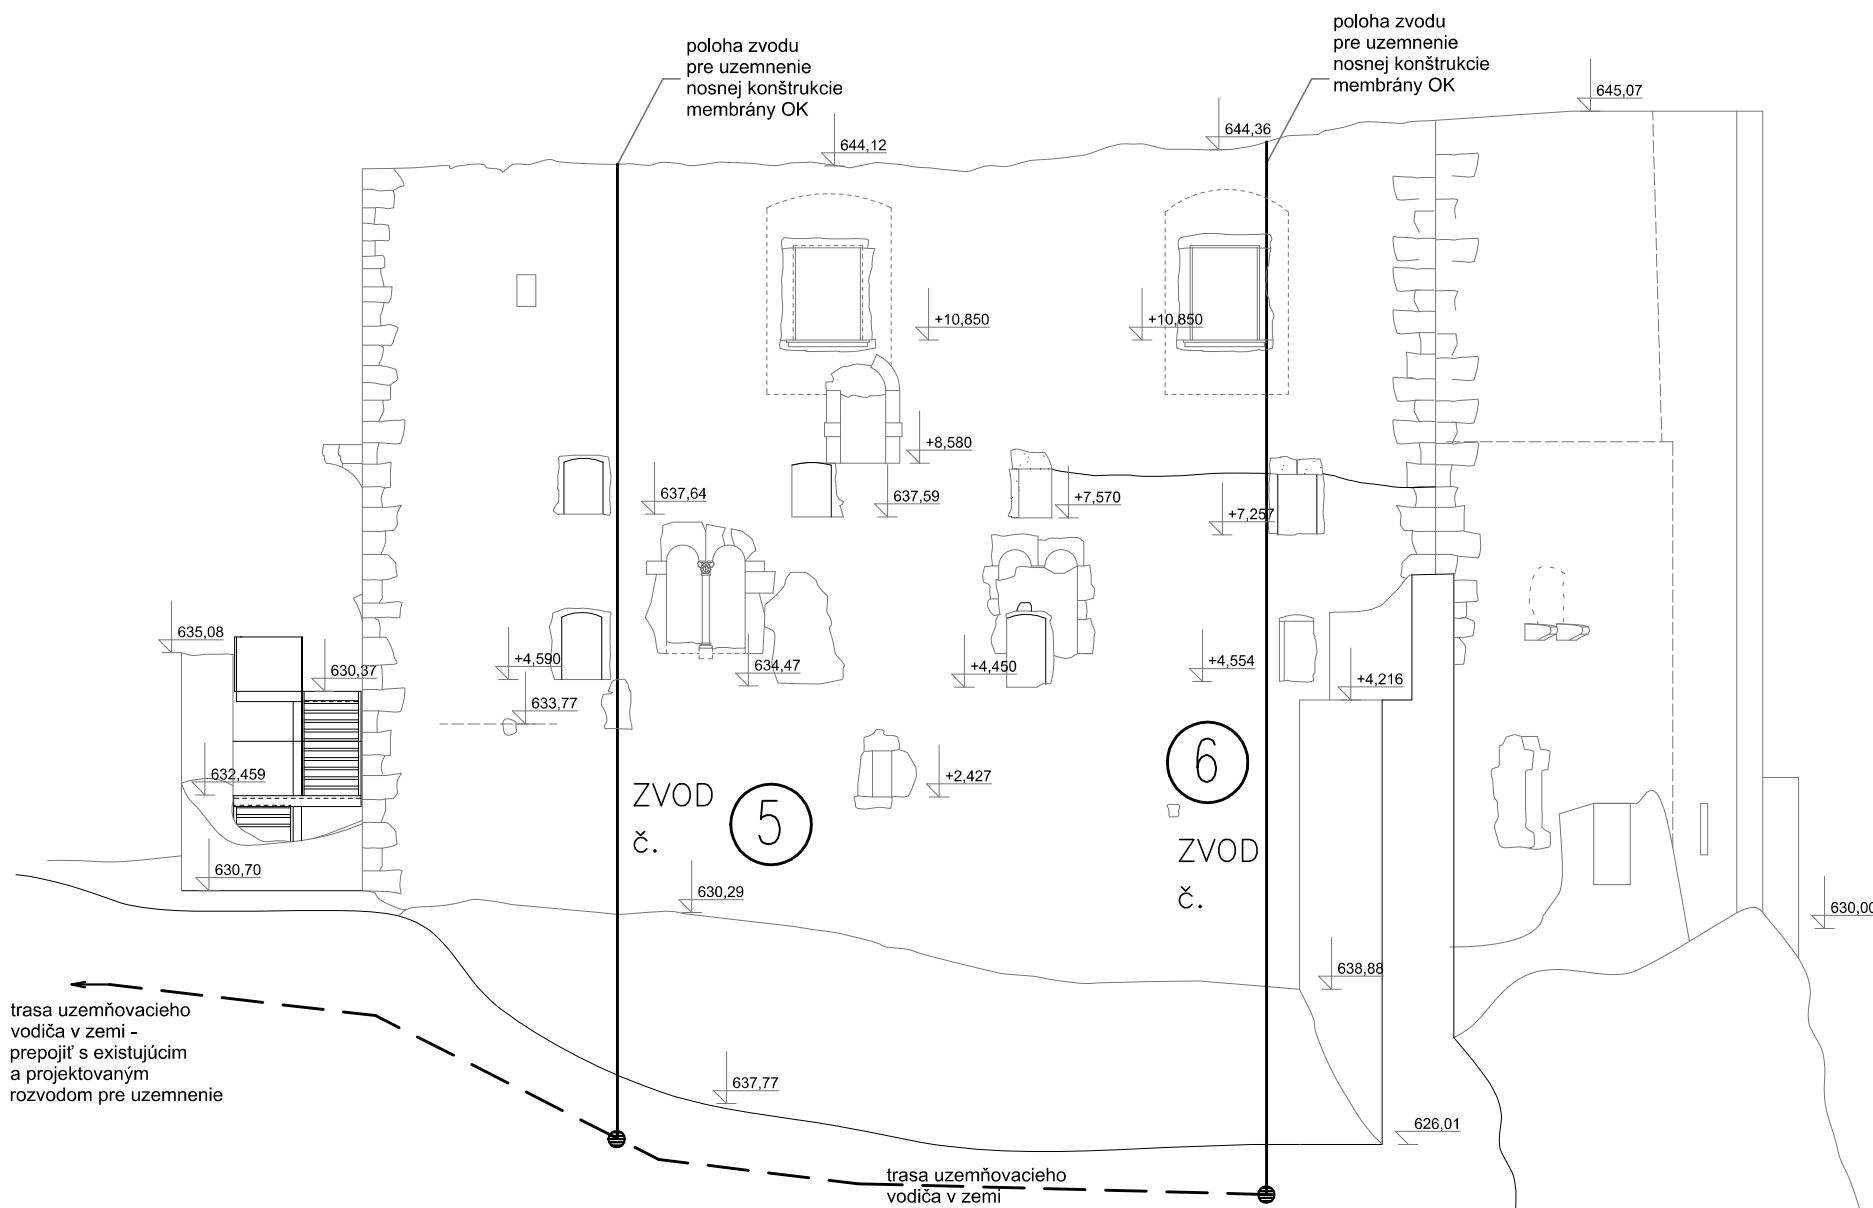 poloha zvodu
pre uzemnenie
nosnej konštrukcie
membrány OK
poloha zvodu
pre uzemnenie
nosnej konštrukcie
membrány OK
645,07
644,12
644,36
+10,850
+10,850
+8,580
637,64
637,59
+7,570
+7,257
635,08
630,37
+4,590
634,47
+4,450
+4,554
+4,216
633,77
632,459
+2,427
ZVOD
č.
5
6
ZVOD
č.
630,70
630,29
630,00
638,88
trasa uzemňovacieho
vodiča v zemi -
prepojiť s existujúcim
a projektovaným
rozvodom pre uzemnenie
637,77
626,01
trasa uzemňovacieho
vodiča v zemi